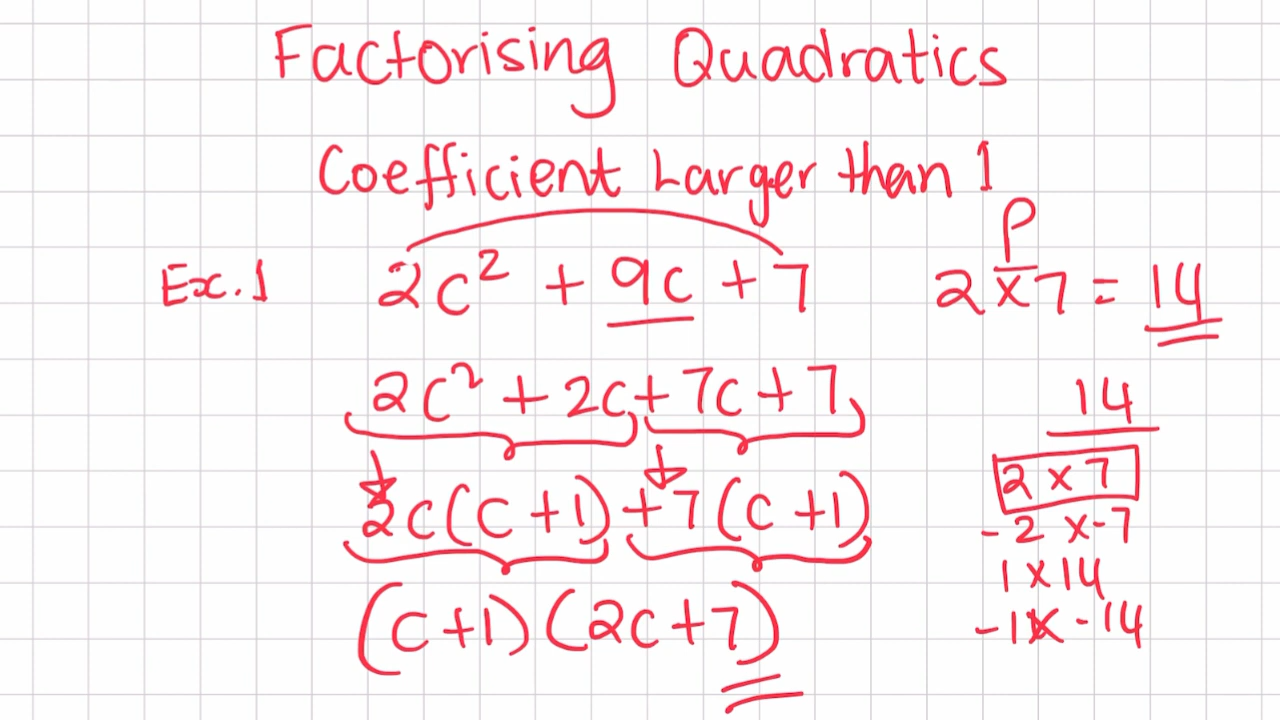 Factorising Quadratics
Coefficient Larger than 1
P
Ex. 1 2c² + 9c + 7 2 x 7 = 14
2c² + 2c + 7c + 7
14
2c(c + 1) + 7(c + 1)
2 x 7
-2 x -7
1 x 14
-1 x -14
(c+1)(2c+7)